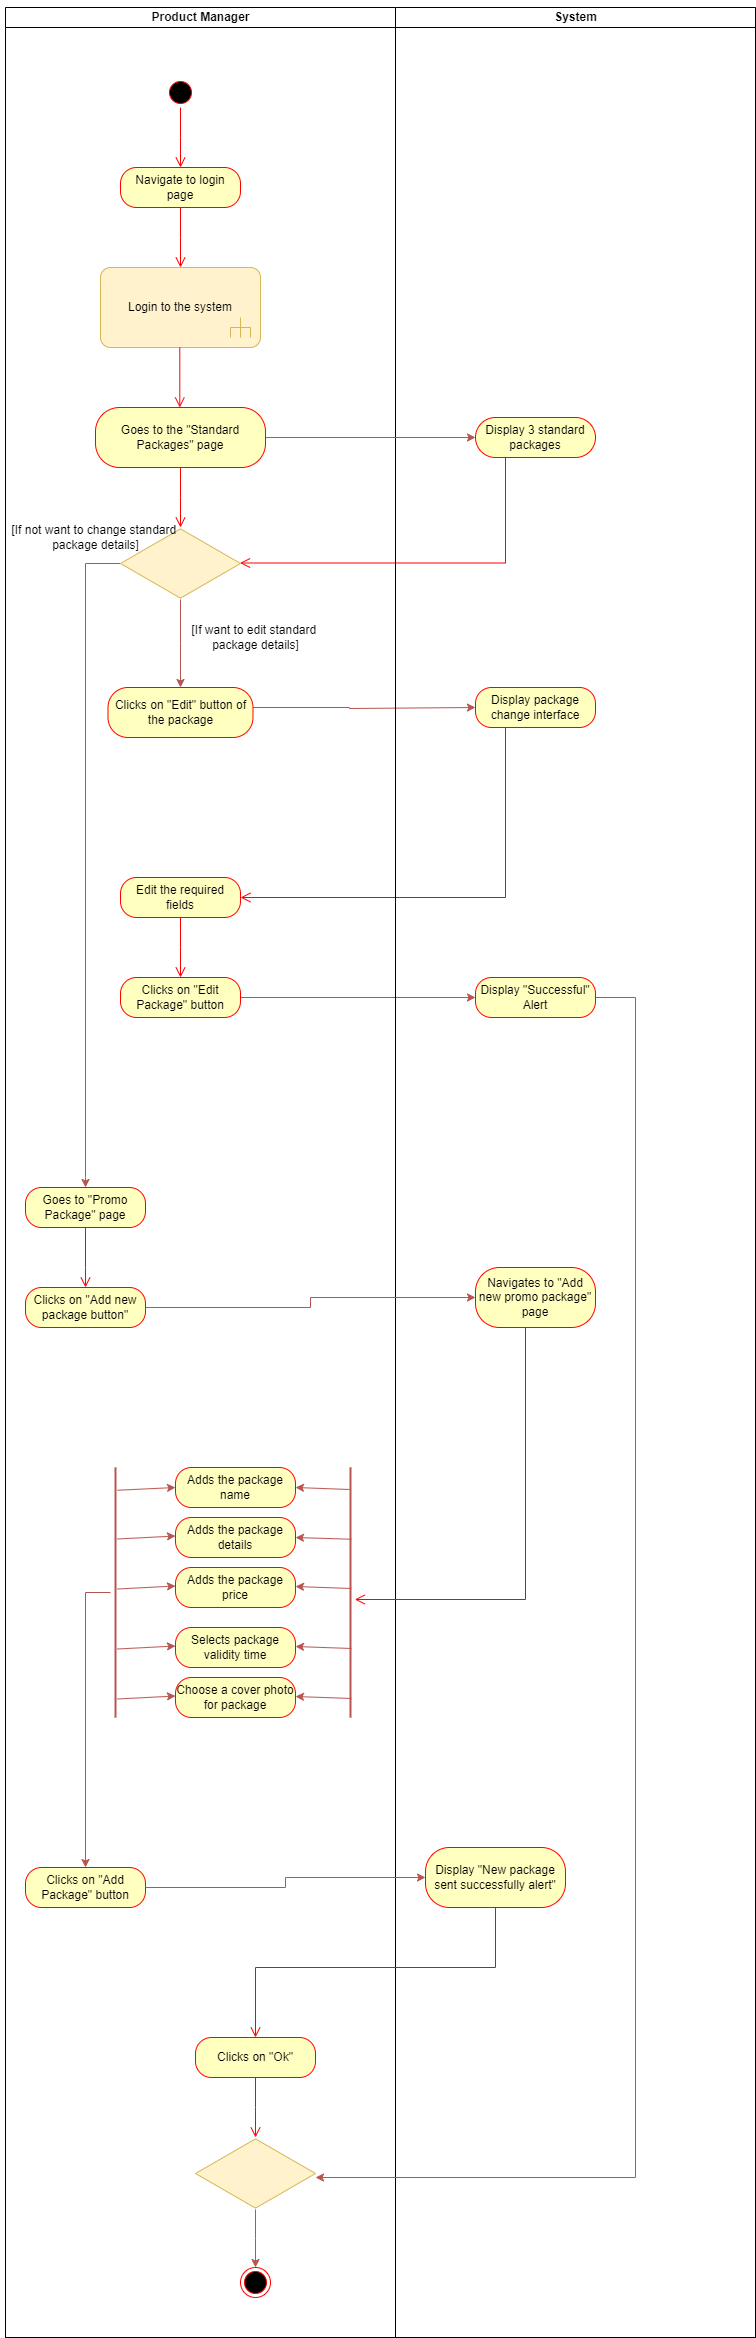 Product Manager
System
Navigate to login
page
Login to the system
Goes to the "Standard
Packages" page
Display 3 standard
packages
[If not want to change standard
package details]
[If want to edit standard
package details]
Clicks on "Edit" button of
the package
Display package
change interface
Edit the required
fields
Clicks on "Edit
Package" button
Display "Successful"
Alert
Goes to "Promo
Package" page
Clicks on "Add new
package button"
Navigates to "Add
new promo package"
page
Adds the package
name
Adds the package
details
Adds the package
price
Selects package
validity time
Choose a cover photo
for package
Clicks on "Add
Package" button
Display "New package
sent successfully alert"
Clicks on "Ok"